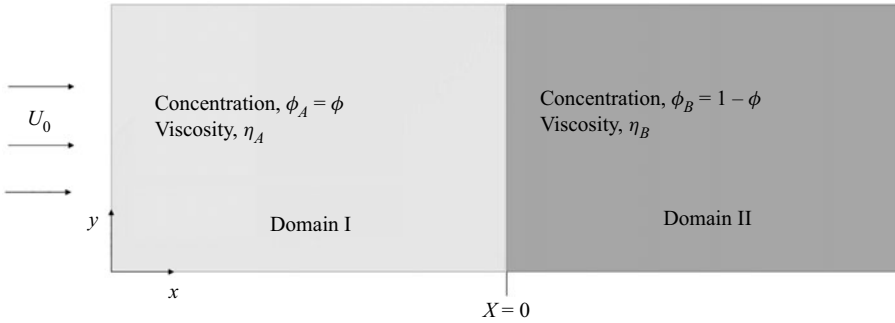 Concentration, ϕ_A = ϕ
Viscosity, η_A
Concentration, ϕ_B = 1 – ϕ
Viscosity, η_B
U_0
y
Domain I
Domain II
x
X = 0